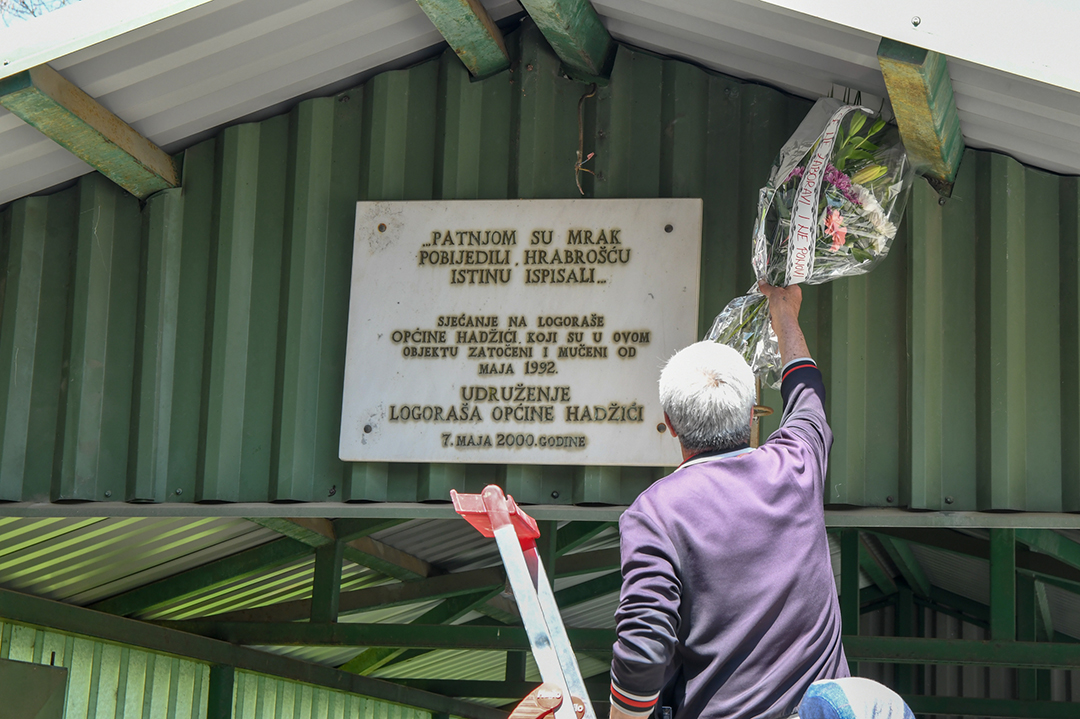 „PATNJOM SU MRAK
POBIJEDILI, HRABROŠĆU
ISTINU ISPISALI...
SJEĆANJE NA LOGORAŠE
OPĆINE HADŽIĆI, KOJI SU U OVOM
OBJEKTU ZATOČENI I MUČENI OD
MAJA 1992.
UDRUŽENJE
LOGORAŠA OPĆINE HADŽIĆI
7. MAJA 2000. GODINE
I NE